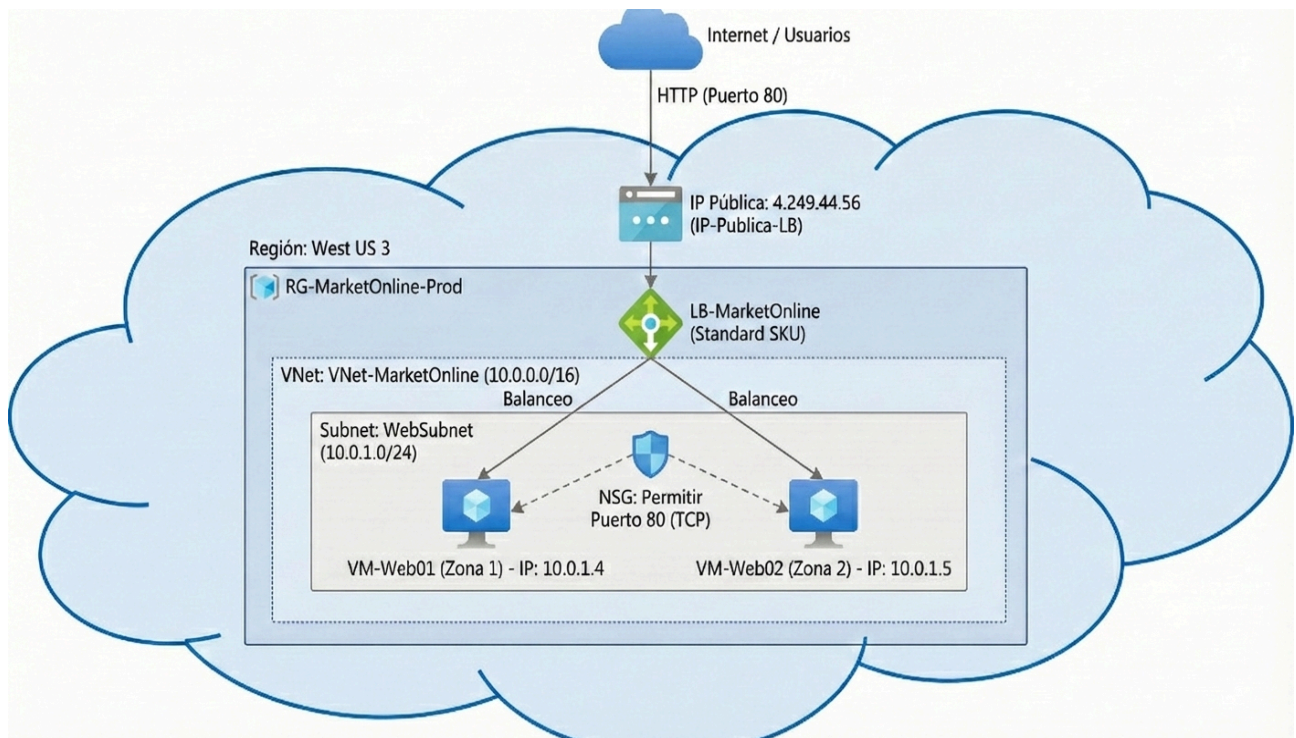 Internet / Usuarios
HTTP (Puerto 80)
IP Pública: 4.249.44.56
(IP-Publica-LB)
Región: West US 3
RG-MarketOnline-Prod
LB-MarketOnline
(Standard SKU)
VNet: VNet-MarketOnline (10.0.0.0/16)
Balanceo
Balanceo
Subnet: WebSubnet
(10.0.1.0/24)
NSG: Permitir
Puerto 80 (TCP)
VM-Web01 (Zona 1) - IP: 10.0.1.4
VM-Web02 (Zona 2) - IP: 10.0.1.5